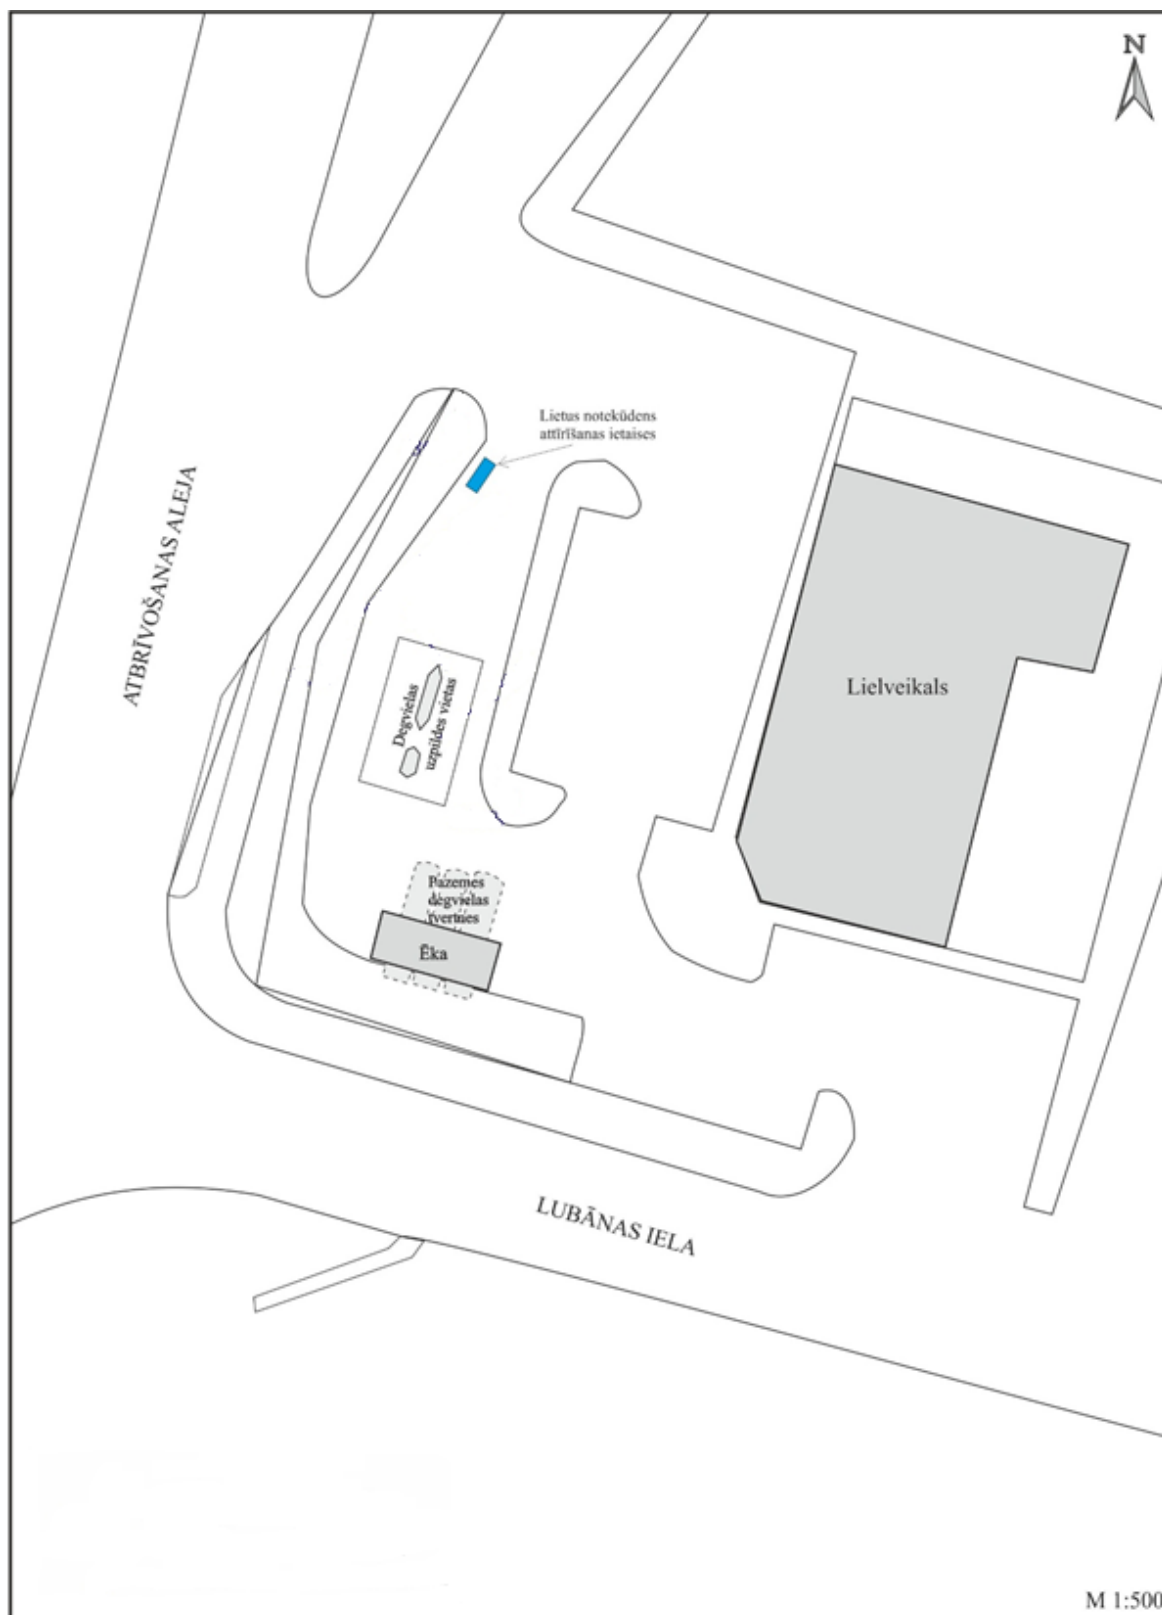 N
Lietus notekūdens
attīrīšanas ietaises
ATBRĪVOŠANAS ALEJA
Degvielas
uzpildes vietas
Lielveikals
Pazemes
degvielas
tvertnes
Ēka
LUBĀNAS IELA
M 1:500